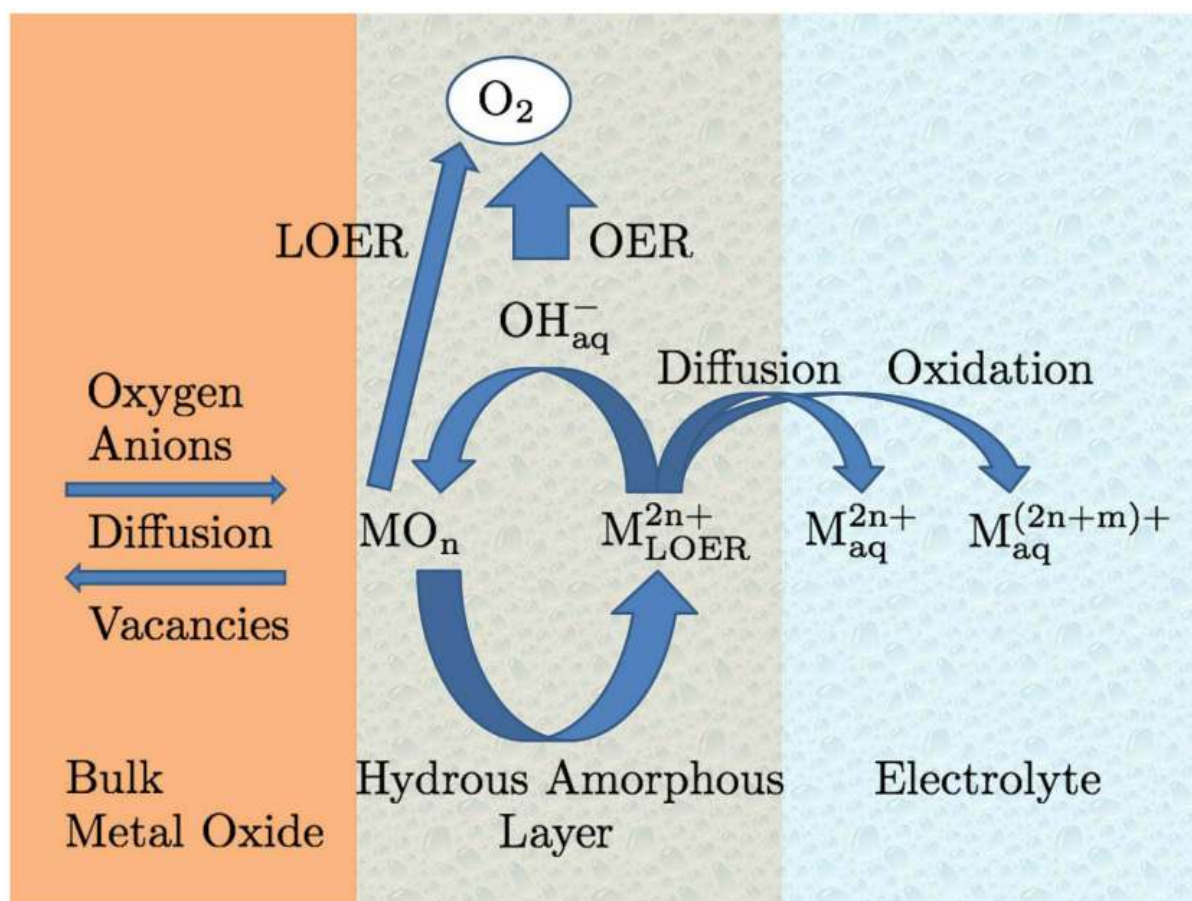 O₂
LOER
OER
OH⁻aq
Diffusion
Oxidation
Oxygen
Anions
Diffusion
Vacancies
MOₙ
M²ⁿ⁺LOER
M²ⁿ⁺aq
M⁽²ⁿ⁺ᵐ⁾⁺aq
Bulk
Metal Oxide
Hydrous Amorphous
Layer
Electrolyte